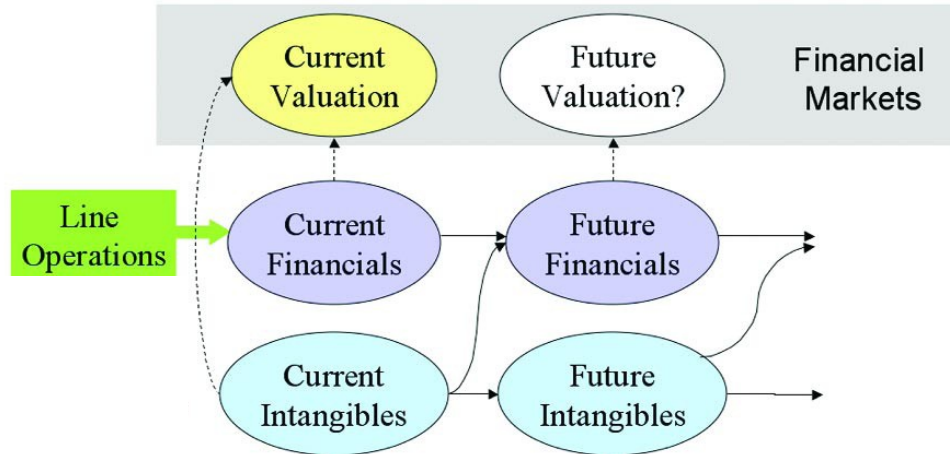 Current
Valuation
Future
Valuation?
Financial
Markets
Line
Operations
Current
Financials
Future
Financials
Current
Intangibles
Future
Intangibles